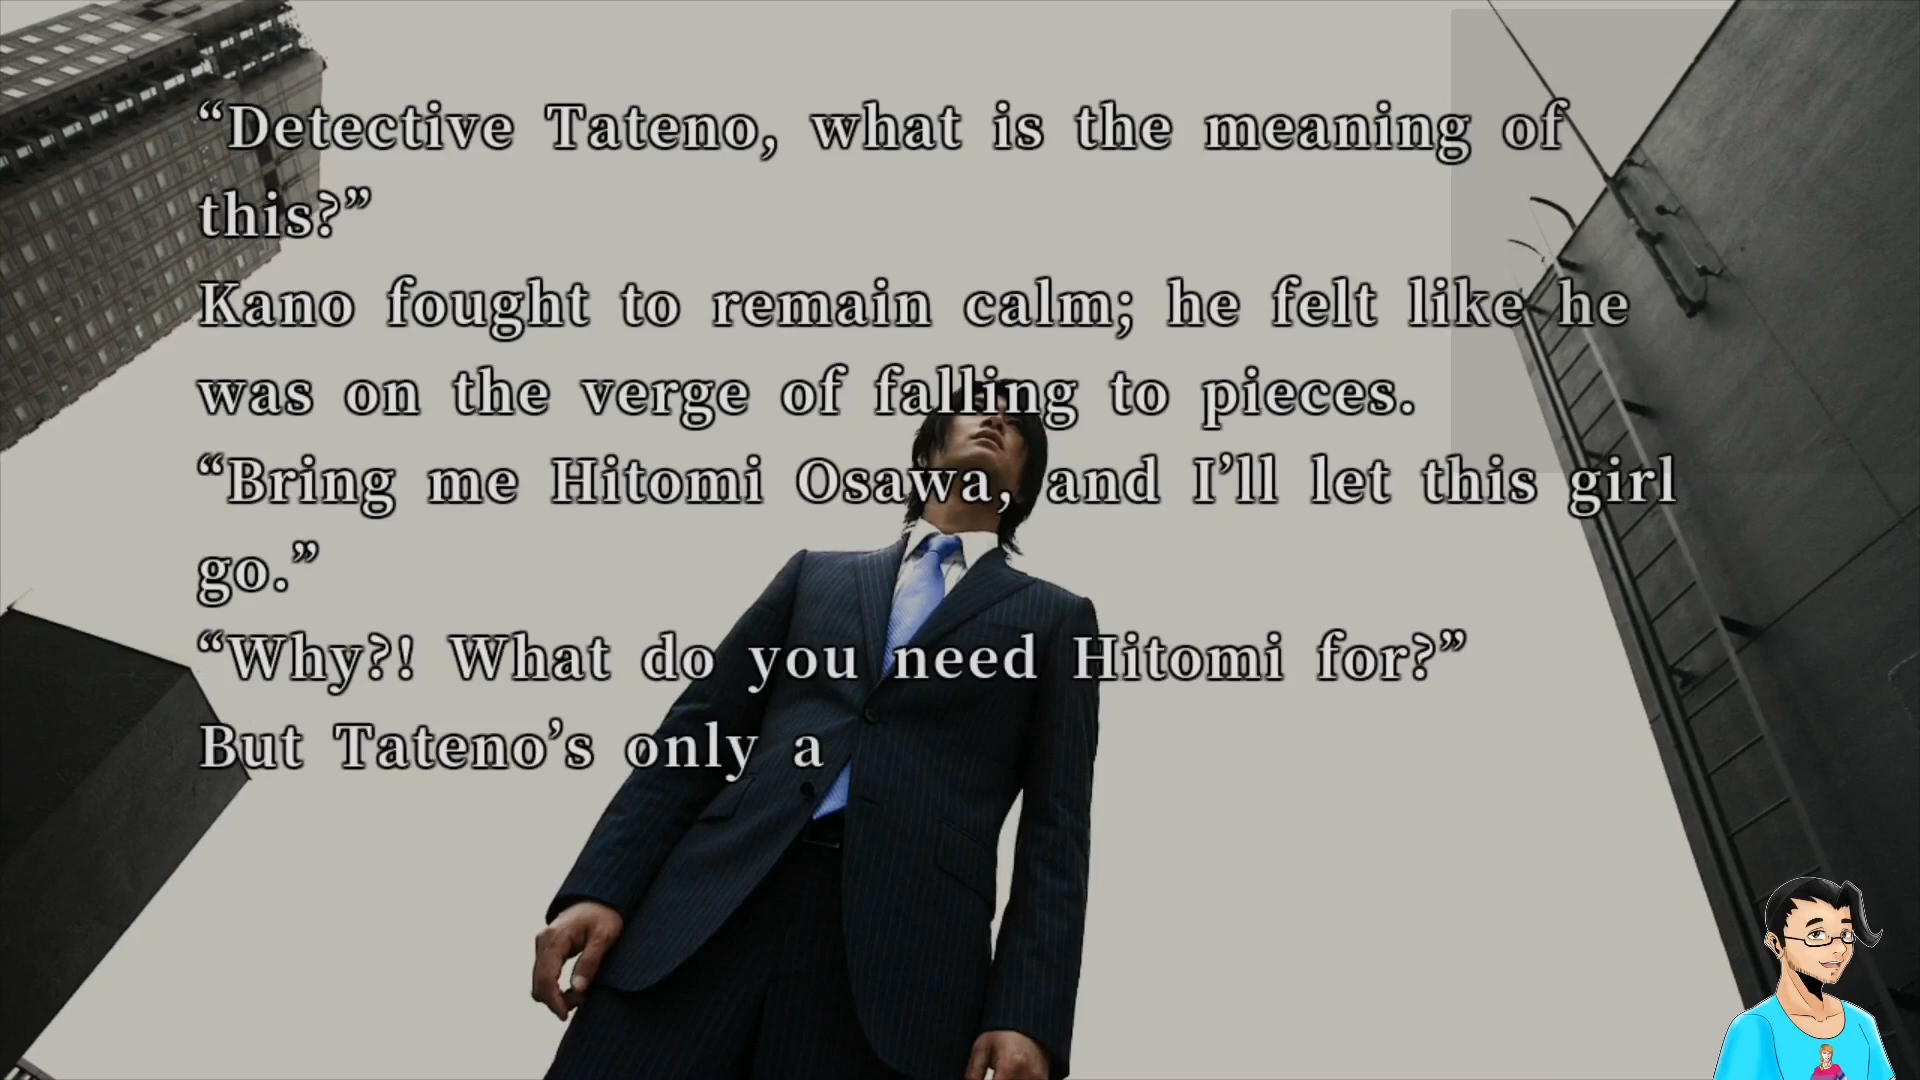 “Detective Tateno, what is the meaning of
this?”
Kano fought to remain calm; he felt like he
was on the verge of falling to pieces.
“Bring me Hitomi Osawa, and I’ll let this girl
go.”
“Why?! What do you need Hitomi for?”
But Tateno’s only a